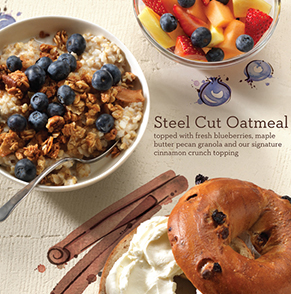 Steel Cut Oatmeal
topped with fresh blueberries, maple
butter pecan granola and our signature
cinnamon crunch topping